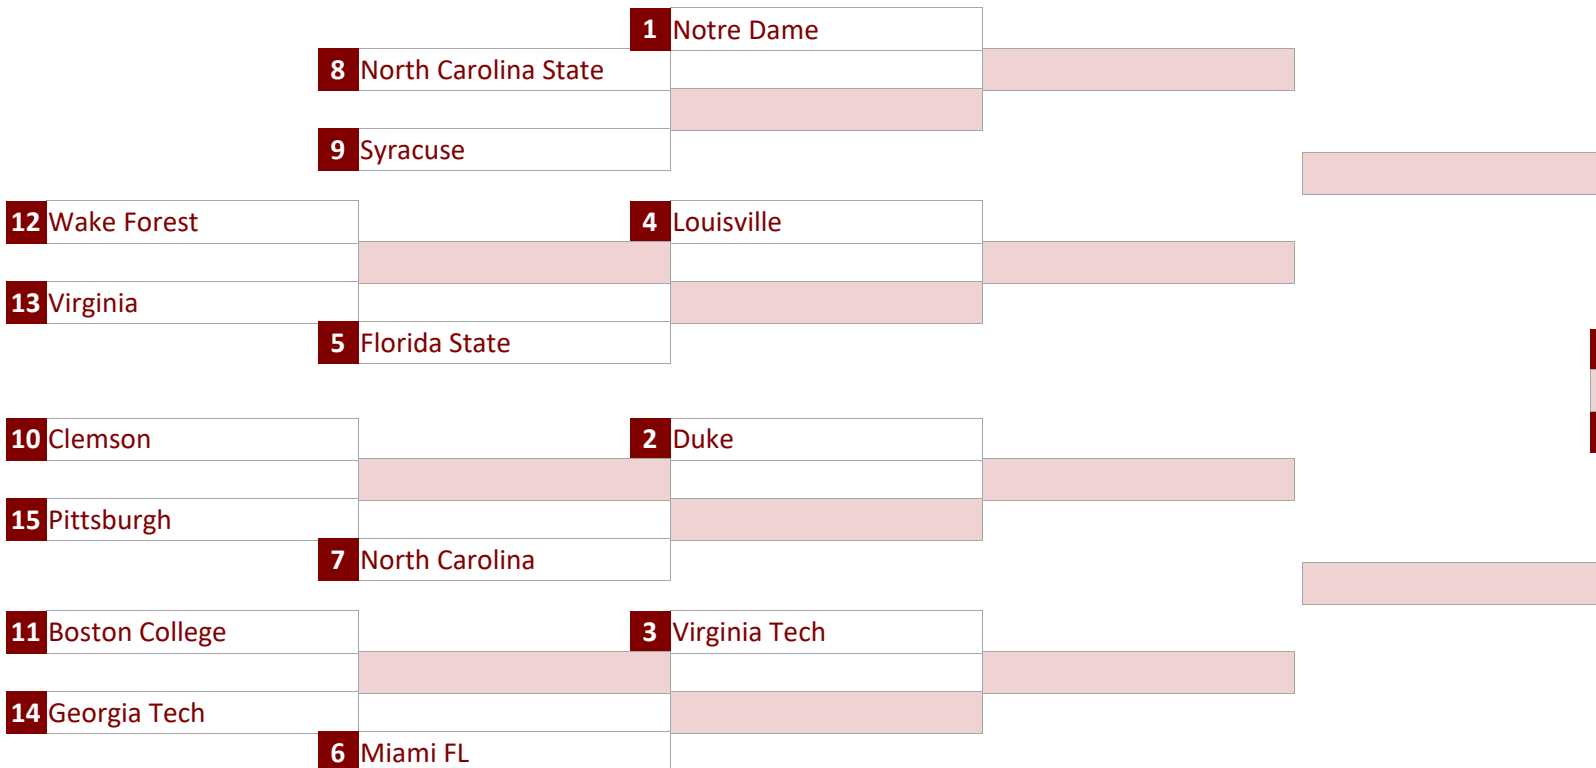 1 Notre Dame
8 North Carolina State
9 Syracuse
12 Wake Forest
4 Louisville
13 Virginia
5 Florida State
10 Clemson
2 Duke
15 Pittsburgh
7 North Carolina
11 Boston College
3 Virginia Tech
14 Georgia Tech
6 Miami FL